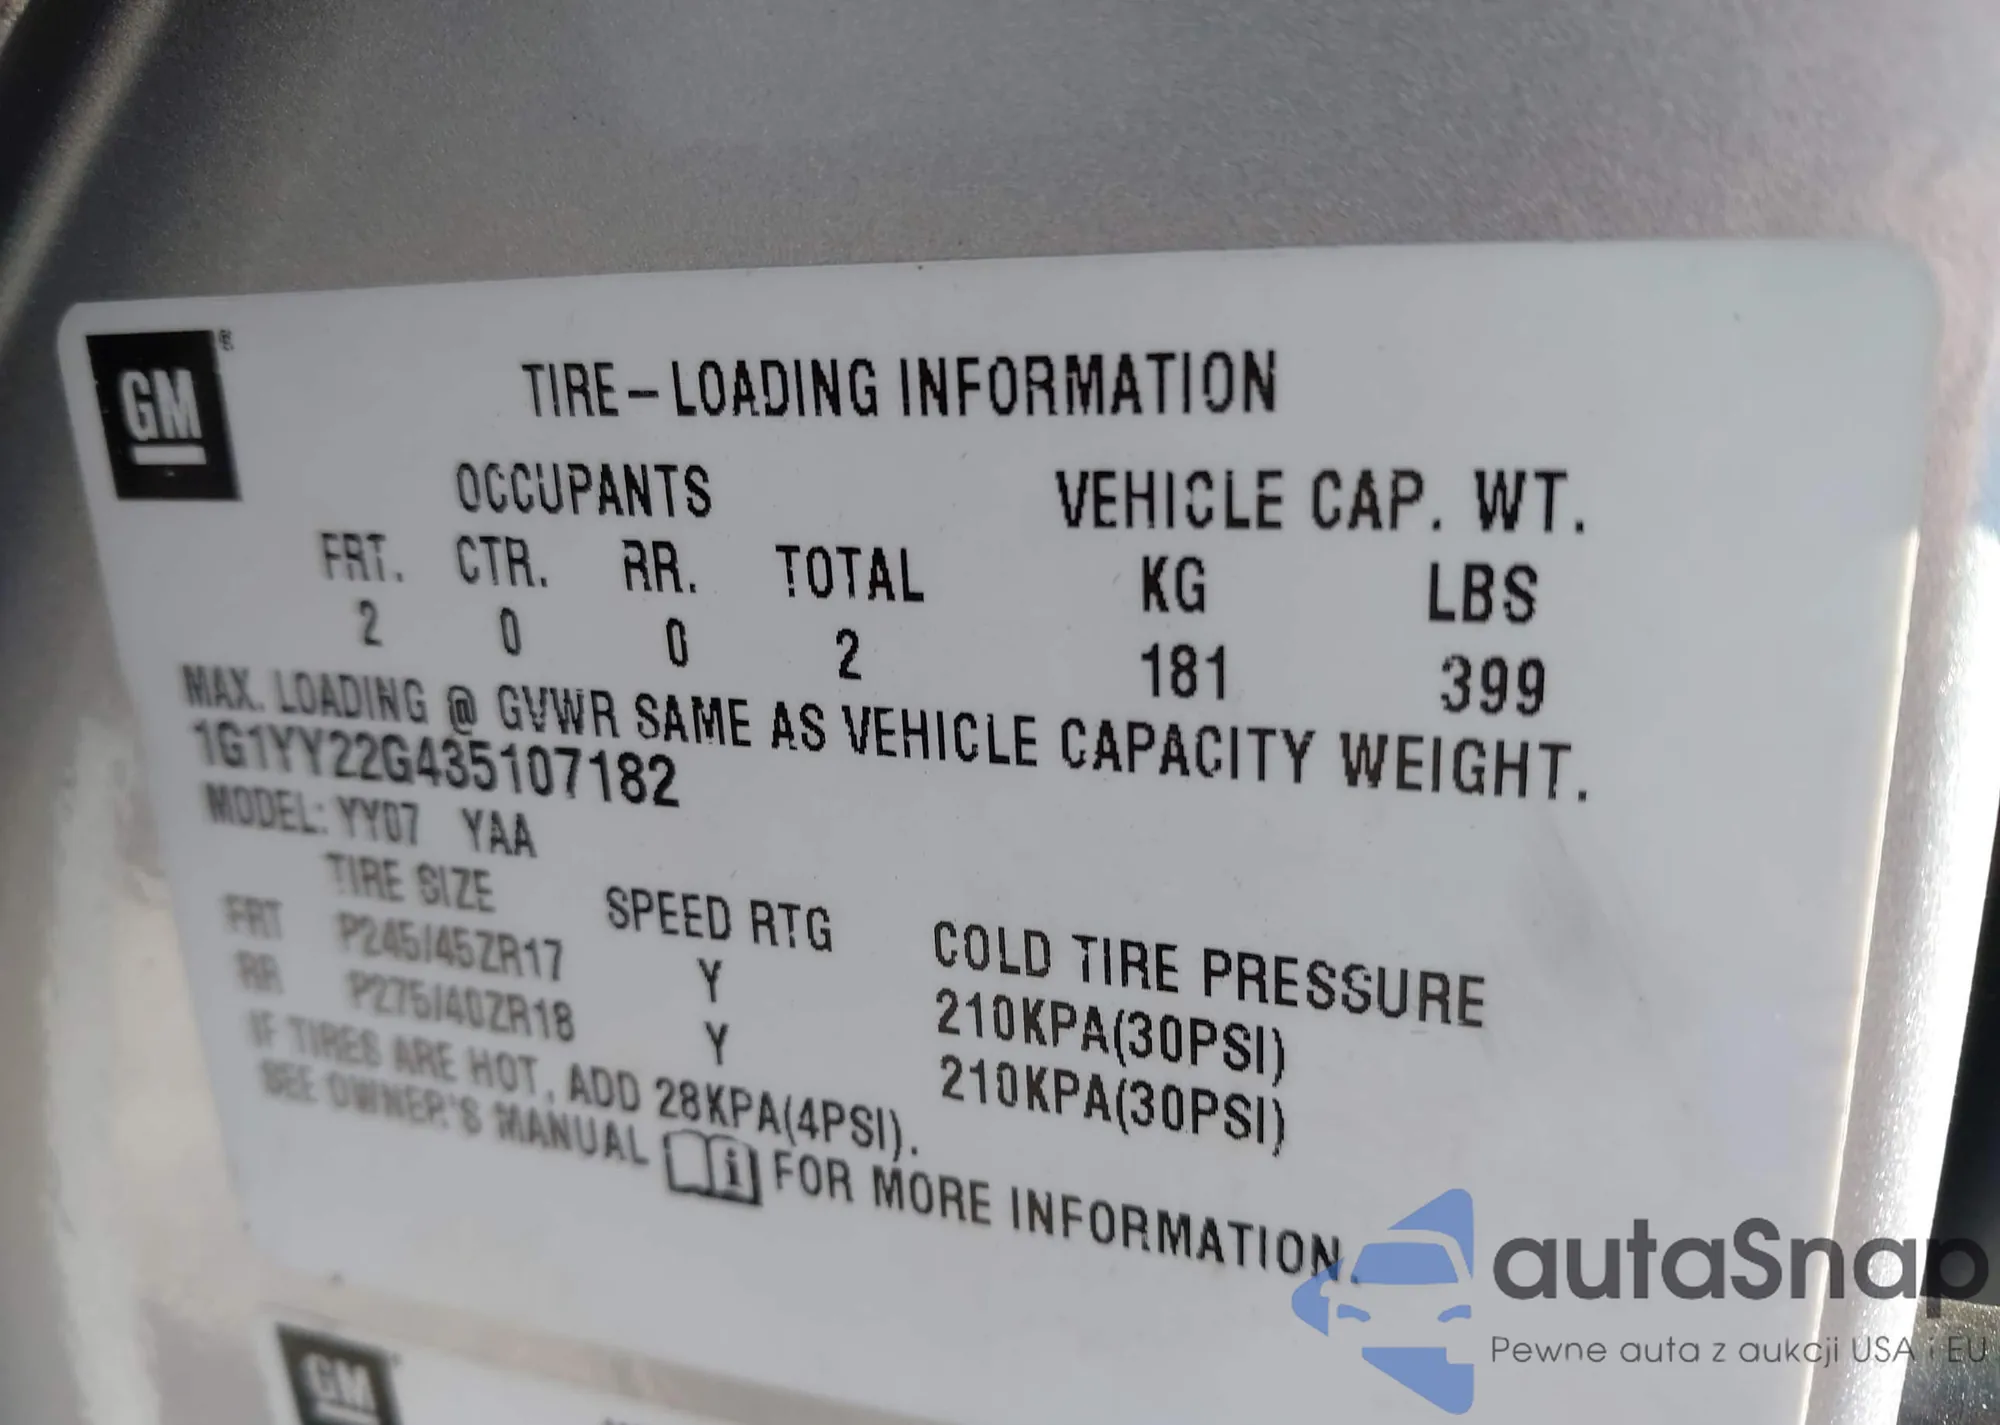 GM®
TIRE-LOADING INFORMATION
OCCUPANTS VEHICLE CAP. WT.
FRT. CTR. RR. TOTAL KG LBS
2 0 0 2 181 399
MAX. LOADING @ GVWR SAME AS VEHICLE CAPACITY WEIGHT.
1G1YY22G435107182
MODEL: YY07 YAA
TIRE SIZE SPEED RTG COLD TIRE PRESSURE
FRT P245/45ZR17 Y 210KPA(30PSI)
RR P275/40ZR18 Y 210KPA(30PSI)
IF TIRES ARE HOT, ADD 28KPA(4PSI).
SEE OWNER'S MANUAL i FOR MORE INFORMATION.
GM
autaSnap
Pewne auta z aukcji USA i EU